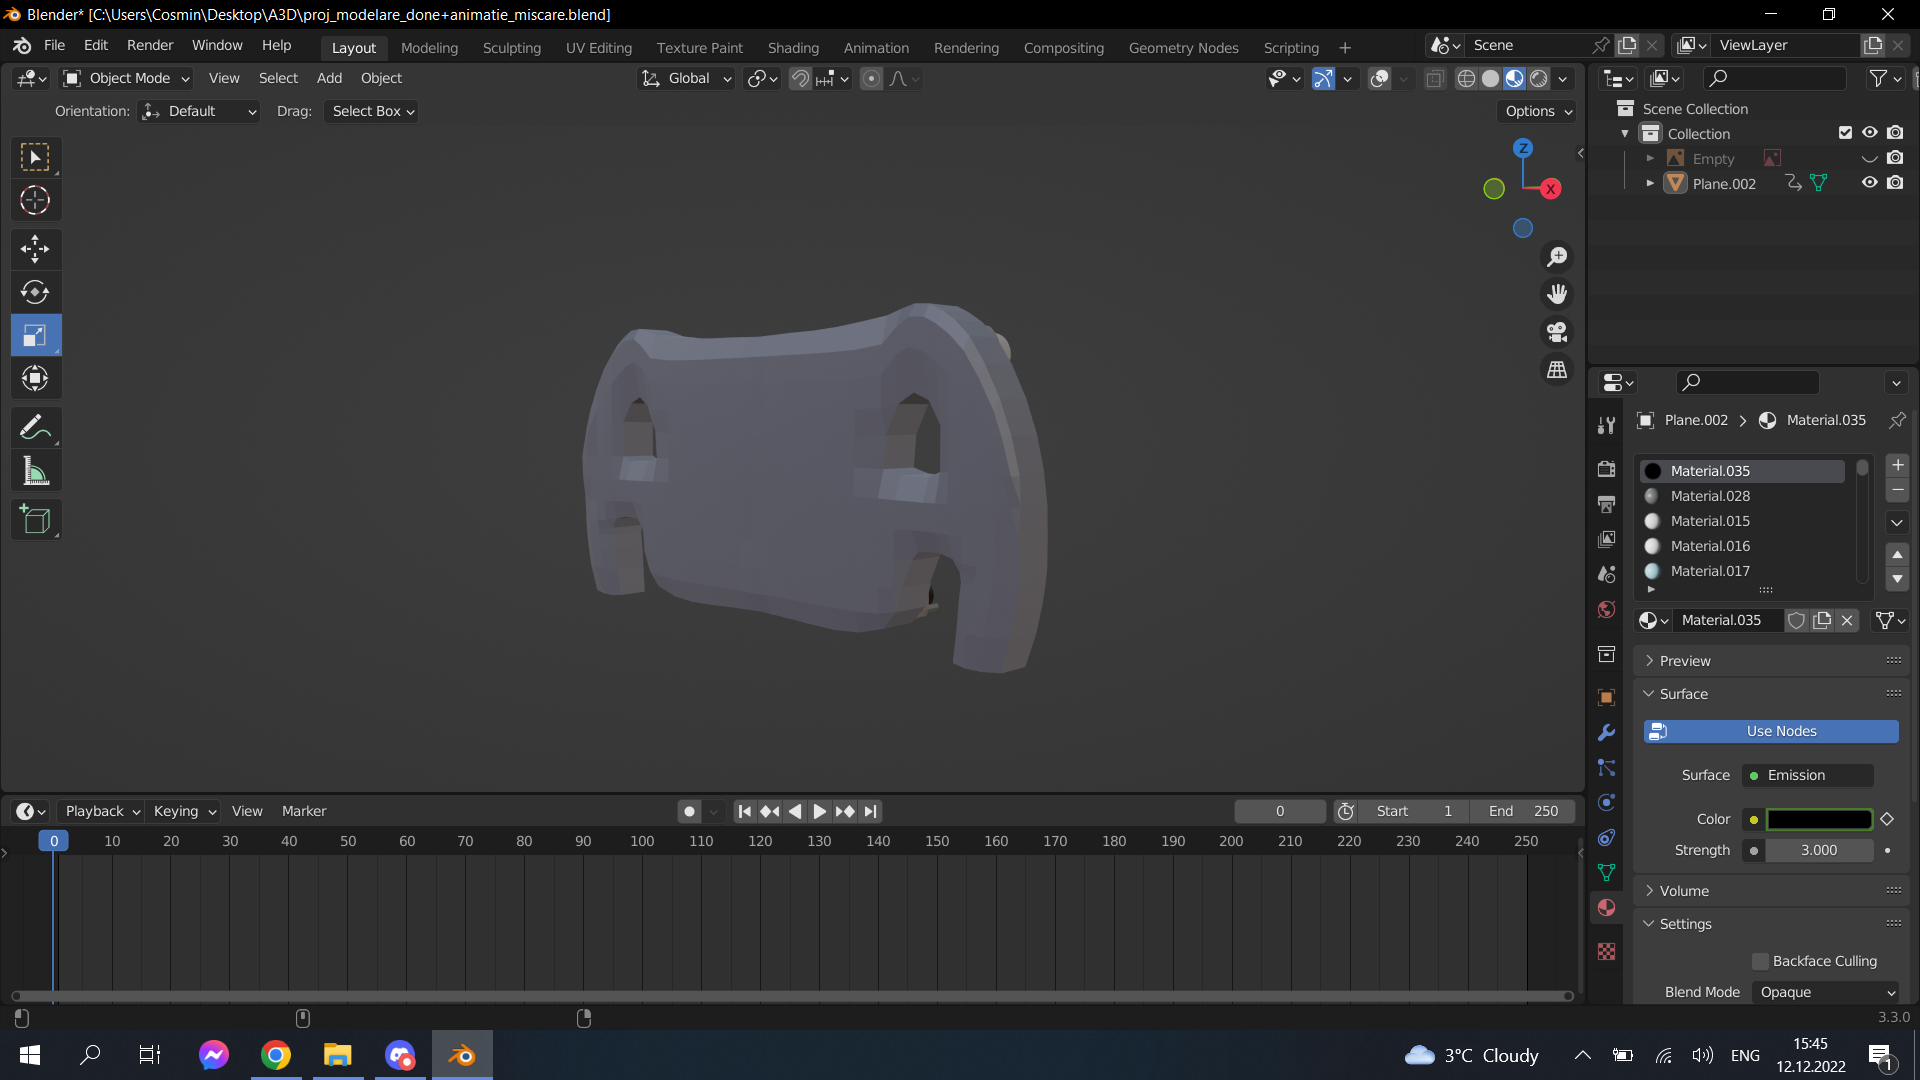 Blender* [C:\Users\Cosmin\Desktop\A3D\proj_modelare_done+animatie_miscare.blend]
File Edit Render Window Help
Layout Modeling Sculpting UV Editing Texture Paint Shading Animation Rendering Compositing Geometry Nodes Scripting
Scene
ViewLayer
Object Mode View Select Add Object
Global
Orientation: Default Drag: Select Box
Options
Z
X
Scene Collection
Collection
Empty
Plane.002
Plane.002 > Material.035
Material.035
Material.028
Material.015
Material.016
Material.017
Material.035
Preview
Surface
Use Nodes
Surface Emission
Color
Strength 3.000
Volume
Settings
Backface Culling
Blend Mode Opaque
Playback Keying View Marker
0 Start 1 End 250
0 10 20 30 40 50 60 70 80 90 100 110 120 130 140 150 160 170 180 190 200 210 220 230 240 250
3.3.0
3°C Cloudy
ENG
15:45
12.12.2022
1